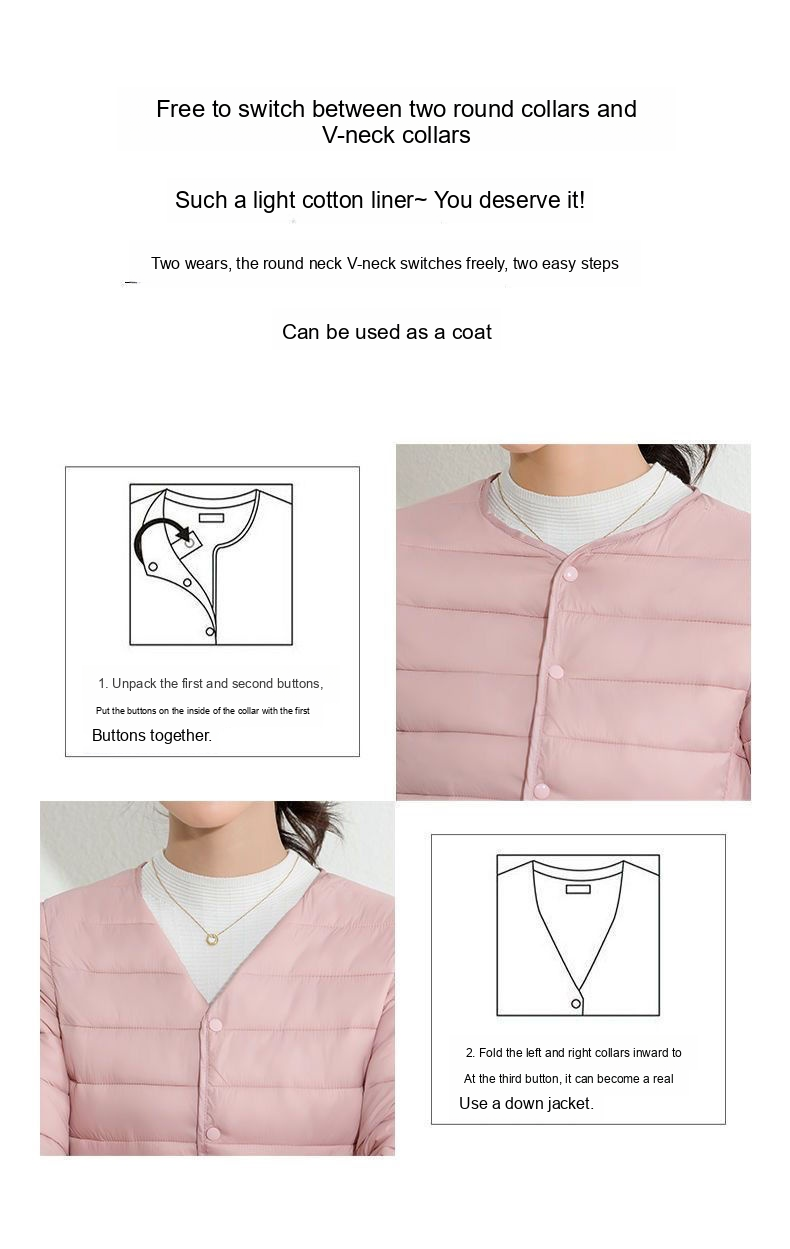 Free to switch between two round collars and
V-neck collars
Such a light cotton liner~ You deserve it!
Two wears, the round neck V-neck switches freely, two easy steps
Can be used as a coat
1. Unpack the first and second buttons,
Put the buttons on the inside of the collar with the first
Buttons together.
2. Fold the left and right collars inward to
At the third button, it can become a real
Use a down jacket.